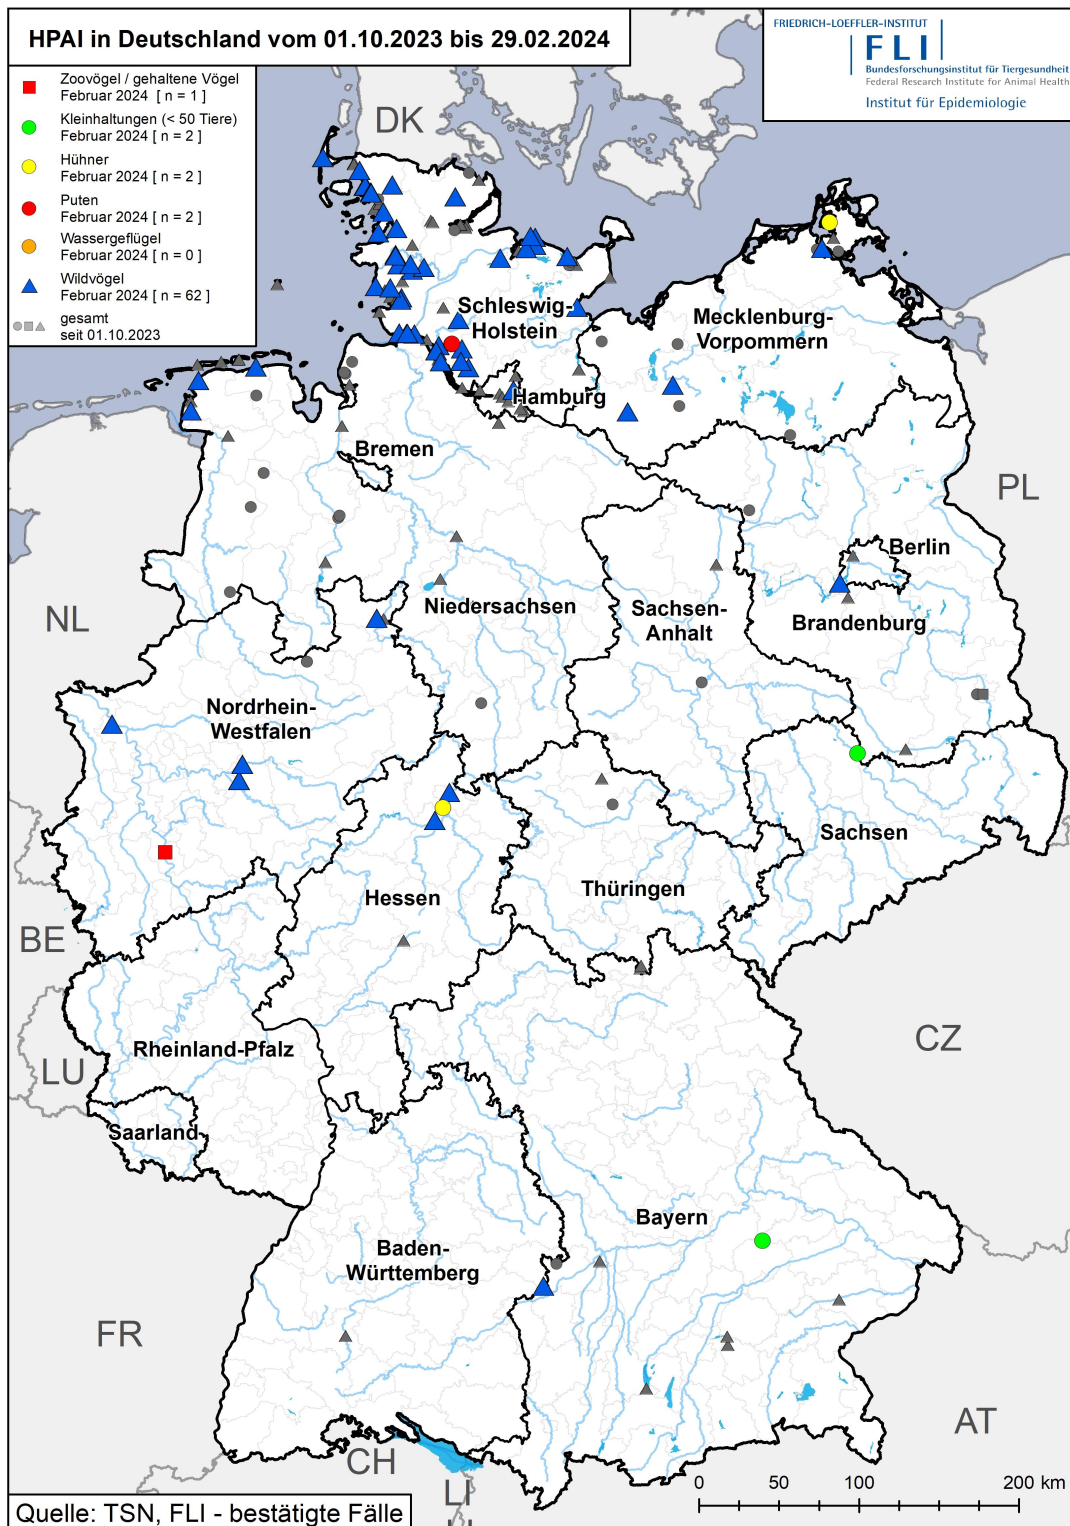 HPAI in Deutschland vom 01.10.2023 bis 29.02.2024
FRIEDRICH-LOEFFLER-INSTITUT
FLI
Bundesforschungsinstitut für Tiergesundheit
Federal Research Institute for Animal Health
Institut für Epidemiologie
Zoovögel / gehaltene Vögel
Februar 2024 [ n = 1 ]
Kleinhaltungen (< 50 Tiere)
Februar 2024 [ n = 2 ]
Hühner
Februar 2024 [ n = 2 ]
Puten
Februar 2024 [ n = 2 ]
Wassergeflügel
Februar 2024 [ n = 0 ]
Wildvögel
Februar 2024 [ n = 62 ]
gesamt
seit 01.10.2023
DK
Schleswig-
Holstein
Mecklenburg-
Vorpommern
Hamburg
Bremen
PL
Berlin
NL
Niedersachsen
Sachsen-
Anhalt
Brandenburg
Nordrhein-
Westfalen
Sachsen
Hessen
Thüringen
BE
Rheinland-Pfalz
CZ
LU
Saarland
Bayern
Baden-
Württemberg
FR
AT
CH
LI
0 50 100 200 km
Quelle: TSN, FLI - bestätigte Fälle